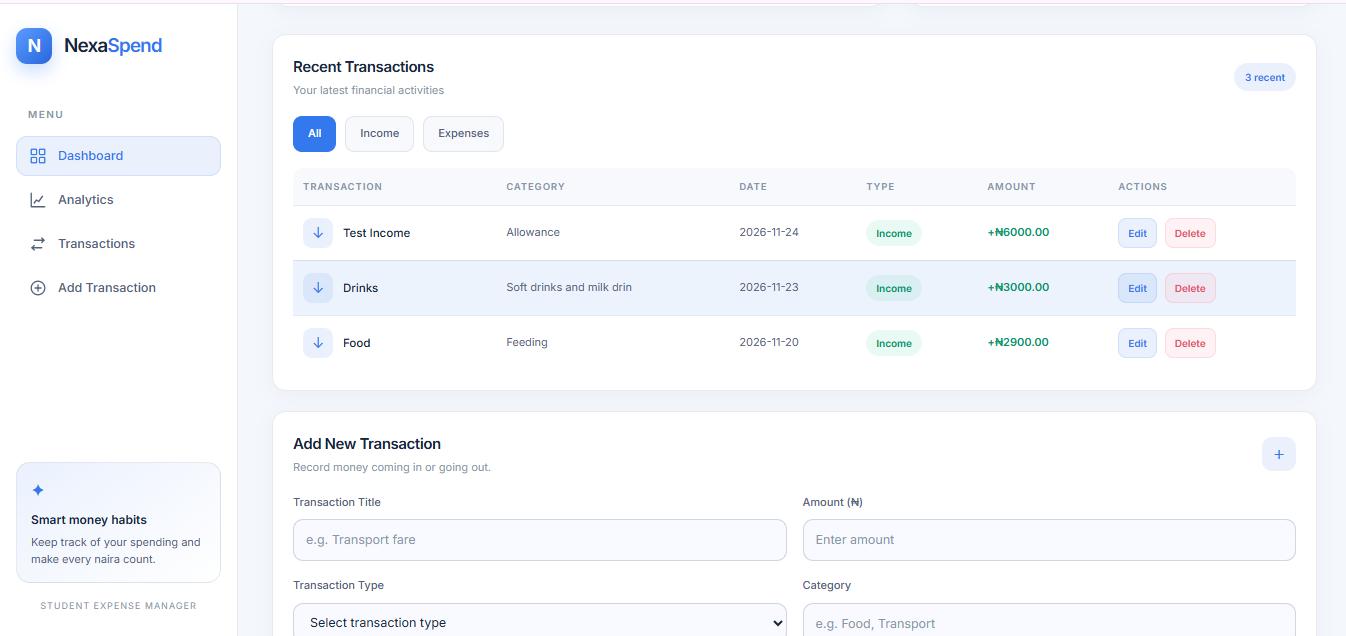 N NexaSpend
MENU
Dashboard
Analytics
Transactions
Add Transaction
Smart money habits
Keep track of your spending and
make every naira count.
STUDENT EXPENSE MANAGER
Recent Transactions
Your latest financial activities
3 recent
All Income Expenses
TRANSACTION CATEGORY DATE TYPE AMOUNT ACTIONS
Test Income Allowance 2026-11-24 Income +₦6000.00 Edit Delete
Drinks Soft drinks and milk drin 2026-11-23 Income +₦3000.00 Edit Delete
Food Feeding 2026-11-20 Income +₦2900.00 Edit Delete
Add New Transaction
Record money coming in or going out.
+
Transaction Title Amount (₦)
e.g. Transport fare Enter amount
Transaction Type Category
Select transaction type e.g. Food, Transport